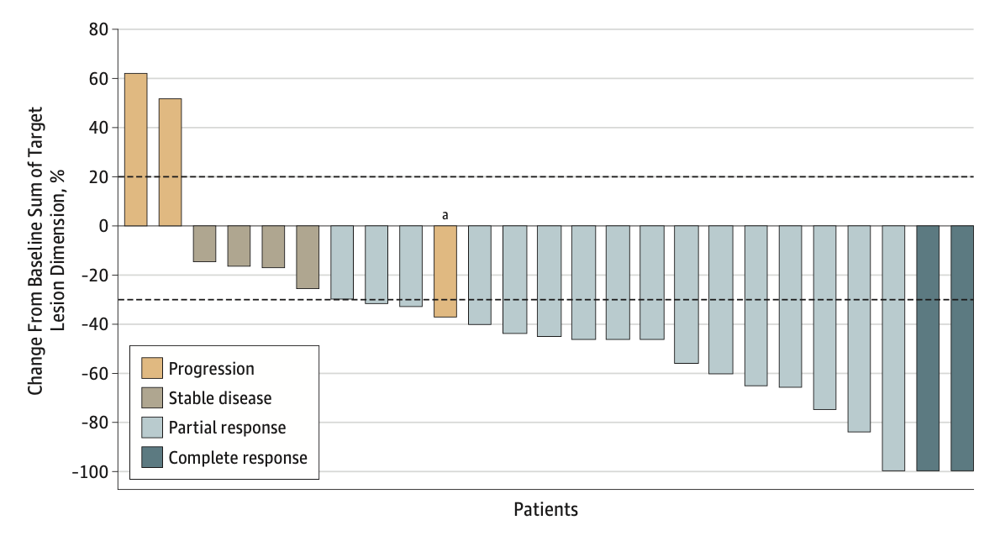 Change From Baseline Sum of Target
Lesion Dimension, %
80
60
40
20
0
-20
-40
-60
-80
-100
a
Progression
Stable disease
Partial response
Complete response
Patients